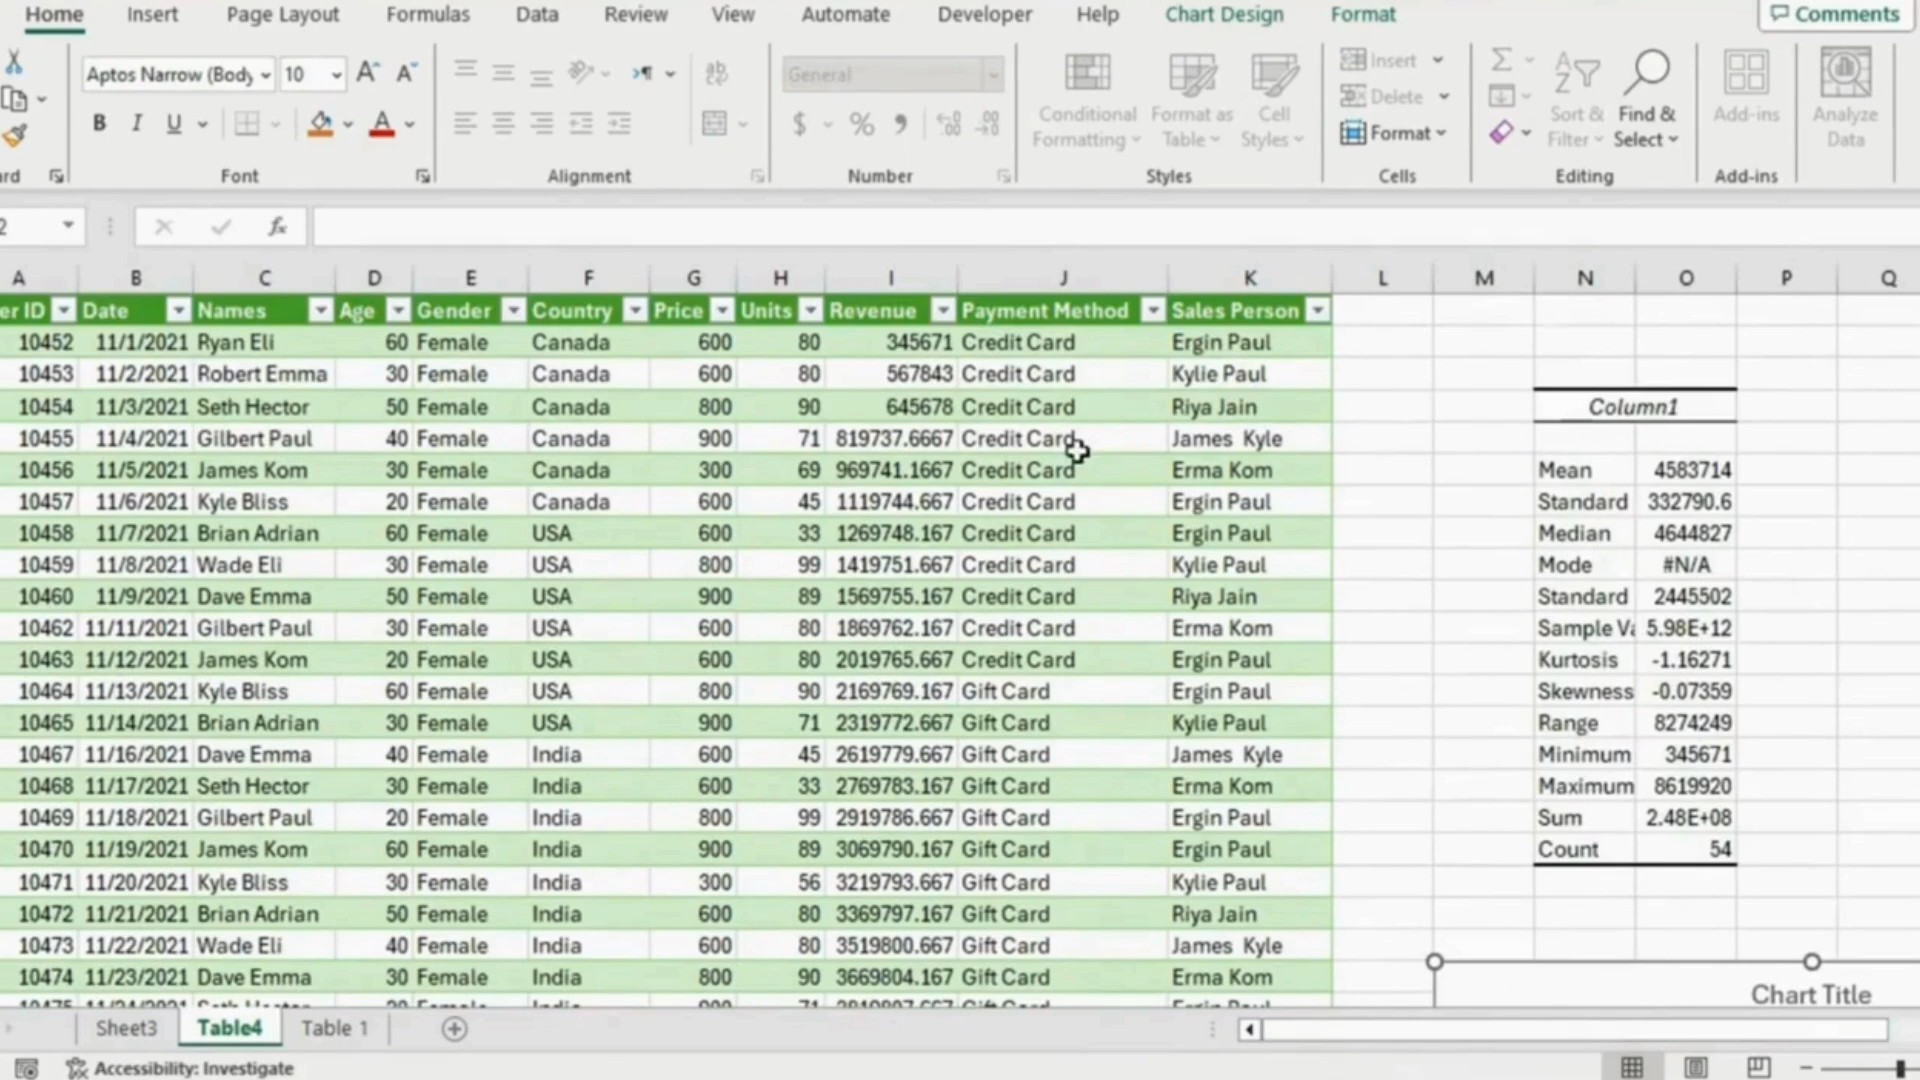 Home Insert Page Layout Formulas Data Review View Automate Developer Help Chart Design Format Comments
Aptos Narrow (Body 10 A A ab General Conditional Formatting Format as Table Cell Styles Insert Delete Format Sort & Filter Find & Select Add-ins Analyze Data
B I U A $ %
rd Font Alignment Number Styles Cells Editing Add-ins
2 fx
A B C D E F G H I J K L M N O P Q
er ID Date Names Age Gender Country Price Units Revenue Payment Method Sales Person
10452 11/1/2021 Ryan Eli 60 Female Canada 600 80 345671 Credit Card Ergin Paul
10453 11/2/2021 Robert Emma 30 Female Canada 600 80 567843 Credit Card Kylie Paul
10454 11/3/2021 Seth Hector 50 Female Canada 800 90 645678 Credit Card Riya Jain Column1
10455 11/4/2021 Gilbert Paul 40 Female Canada 900 71 819737.6667 Credit Card James Kyle
10456 11/5/2021 James Kom 30 Female Canada 300 69 969741.1667 Credit Card Erma Kom Mean 4583714
10457 11/6/2021 Kyle Bliss 20 Female Canada 600 45 1119744.667 Credit Card Ergin Paul Standard 332790.6
10458 11/7/2021 Brian Adrian 60 Female USA 600 33 1269748.167 Credit Card Ergin Paul Median 4644827
10459 11/8/2021 Wade Eli 30 Female USA 800 99 1419751.667 Credit Card Kylie Paul Mode #N/A
10460 11/9/2021 Dave Emma 50 Female USA 900 89 1569755.167 Credit Card Riya Jain Standard 2445502
10462 11/11/2021 Gilbert Paul 30 Female USA 600 80 1869762.167 Credit Card Erma Kom Sample Va 5.98E+12
10463 11/12/2021 James Kom 20 Female USA 600 80 2019765.667 Credit Card Ergin Paul Kurtosis -1.16271
10464 11/13/2021 Kyle Bliss 60 Female USA 800 90 2169769.167 Gift Card Ergin Paul Skewness -0.07359
10465 11/14/2021 Brian Adrian 30 Female USA 900 71 2319772.667 Gift Card Kylie Paul Range 8274249
10467 11/16/2021 Dave Emma 40 Female India 600 45 2619779.667 Gift Card James Kyle Minimum 345671
10468 11/17/2021 Seth Hector 30 Female India 600 33 2769783.167 Gift Card Erma Kom Maximum 8619920
10469 11/18/2021 Gilbert Paul 20 Female India 800 99 2919786.667 Gift Card Ergin Paul Sum 2.48E+08
10470 11/19/2021 James Kom 60 Female India 900 89 3069790.167 Gift Card Ergin Paul Count 54
10471 11/20/2021 Kyle Bliss 30 Female India 300 56 3219793.667 Gift Card Kylie Paul
10472 11/21/2021 Brian Adrian 50 Female India 600 80 3369797.167 Gift Card Riya Jain
10473 11/22/2021 Wade Eli 40 Female India 600 80 3519800.667 Gift Card James Kyle
10474 11/23/2021 Dave Emma 30 Female India 800 90 3669804.167 Gift Card Erma Kom
Chart Title
Sheet3 Table4 Table 1
Accessibility: Investigate